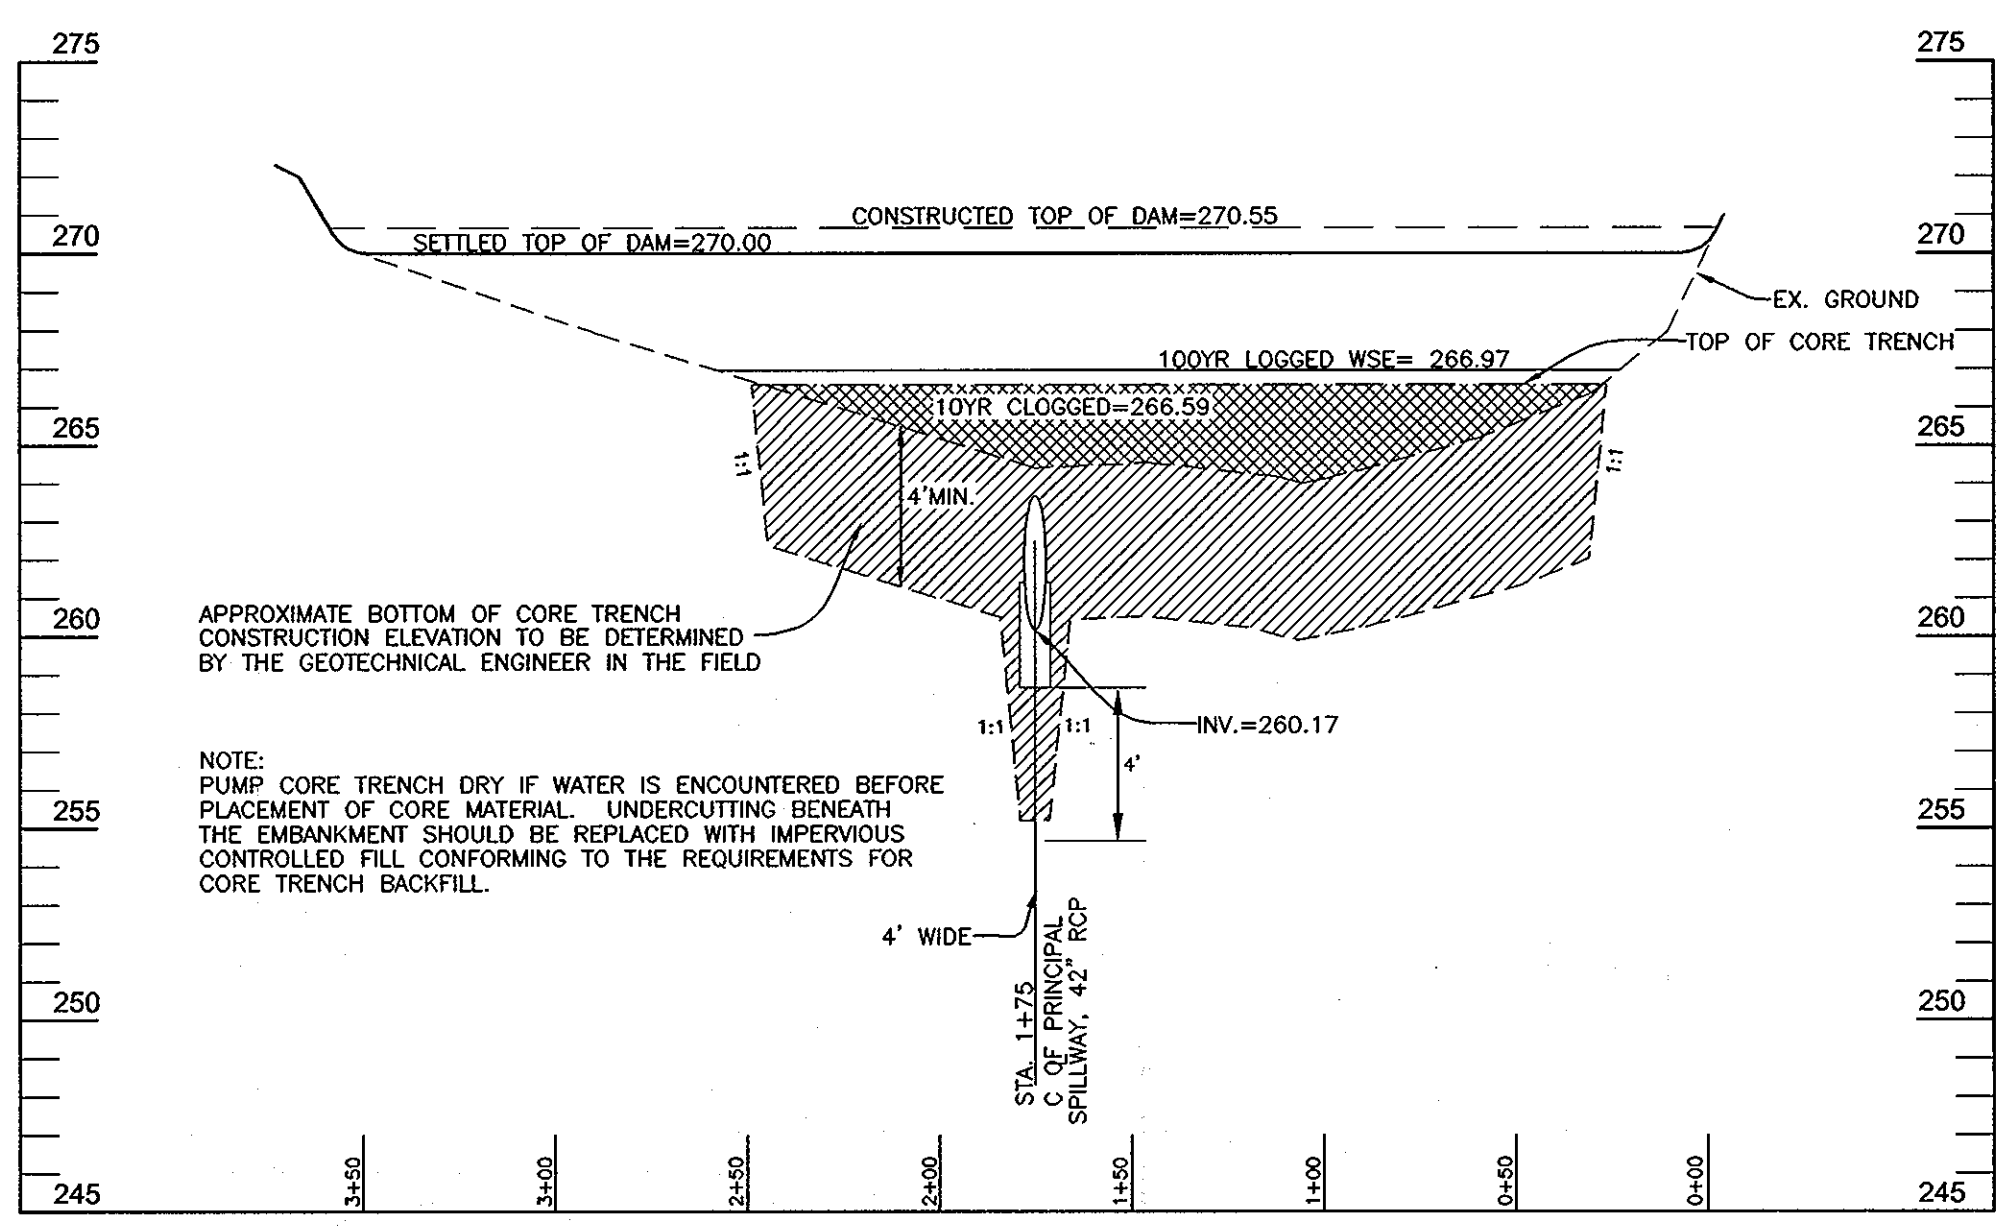 275
275
CONSTRUCTED TOP OF DAM=270.55
270
SETTLED TOP OF DAM=270.00
270
EX. GROUND
TOP OF CORE TRENCH
100YR LOGGED WSE= 266.97
10YR CLOGGED=266.59
265
265
1:1
1:1
4'MIN.
APPROXIMATE BOTTOM OF CORE TRENCH
CONSTRUCTION ELEVATION TO BE DETERMINED
BY THE GEOTECHNICAL ENGINEER IN THE FIELD
260
260
1:1
1:1
INV.=260.17
4'
NOTE:
PUMP CORE TRENCH DRY IF WATER IS ENCOUNTERED BEFORE
PLACEMENT OF CORE MATERIAL. UNDERCUTTING BENEATH
THE EMBANKMENT SHOULD BE REPLACED WITH IMPERVIOUS
CONTROLLED FILL CONFORMING TO THE REQUIREMENTS FOR
CORE TRENCH BACKFILL.
255
255
4' WIDE
STA. 1+75
C OF PRINCIPAL
SPILLWAY, 42" RCP
250
250
3+50
3+00
2+50
2+00
1+50
1+00
0+50
0+00
245
245